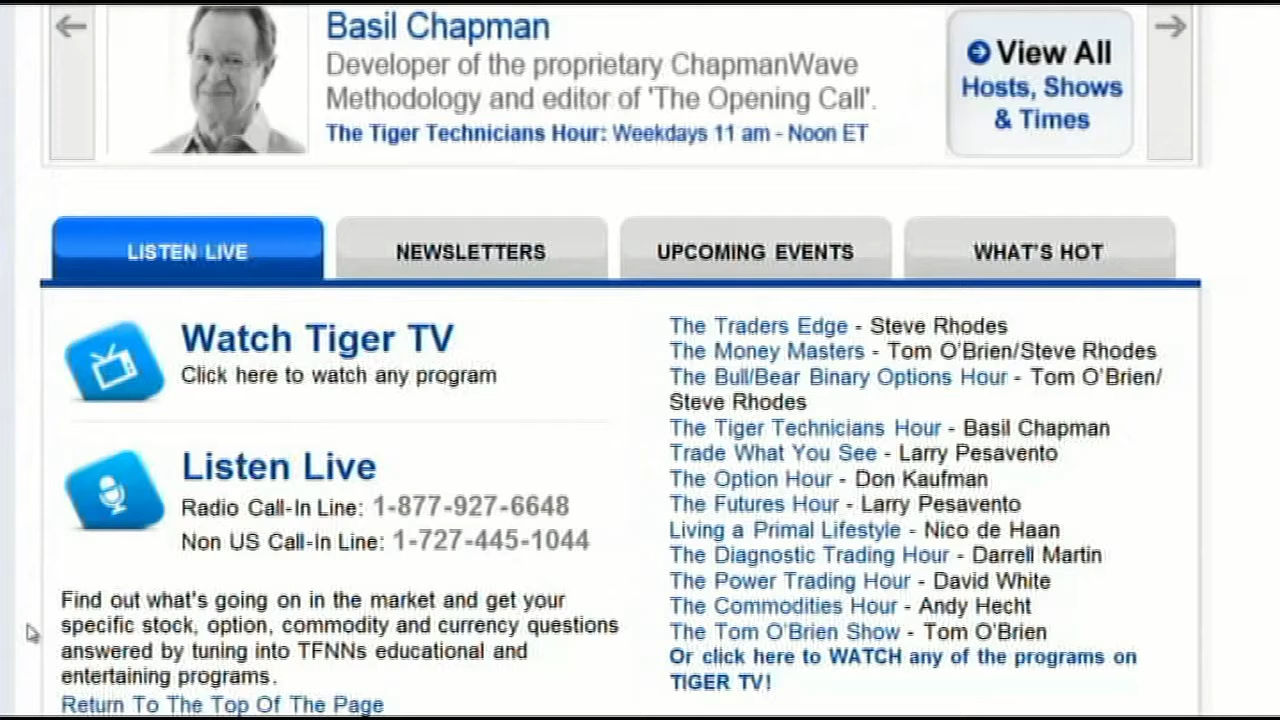 Basil Chapman
Developer of the proprietary ChapmanWave
Methodology and editor of 'The Opening Call'.
The Tiger Technicians Hour: Weekdays 11 am - Noon ET
View All
Hosts, Shows
& Times
LISTEN LIVE
NEWSLETTERS
UPCOMING EVENTS
WHAT'S HOT
Watch Tiger TV
Click here to watch any program
Listen Live
Radio Call-In Line: 1-877-927-6648
Non US Call-In Line: 1-727-445-1044
Find out what's going on in the market and get your
specific stock, option, commodity and currency questions
answered by tuning into TFNNs educational and
entertaining programs.
Return To The Top Of The Page
The Traders Edge - Steve Rhodes
The Money Masters - Tom O'Brien/Steve Rhodes
The Bull/Bear Binary Options Hour - Tom O'Brien/
Steve Rhodes
The Tiger Technicians Hour - Basil Chapman
Trade What You See - Larry Pesavento
The Option Hour - Don Kaufman
The Futures Hour - Larry Pesavento
Living a Primal Lifestyle - Nico de Haan
The Diagnostic Trading Hour - Darrell Martin
The Power Trading Hour - David White
The Commodities Hour - Andy Hecht
The Tom O'Brien Show - Tom O'Brien
Or click here to WATCH any of the programs on
TIGER TV!